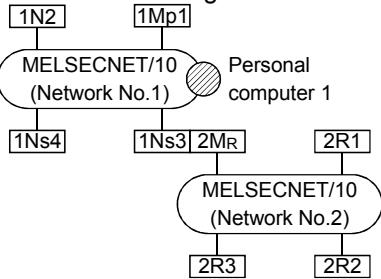 1N2 1Mp1
MELSECNET/10 Personal
(Network No.1) computer 1
1Ns4 1Ns3 2MR 2R1
MELSECNET/10
(Network No.2)
2R3 2R2